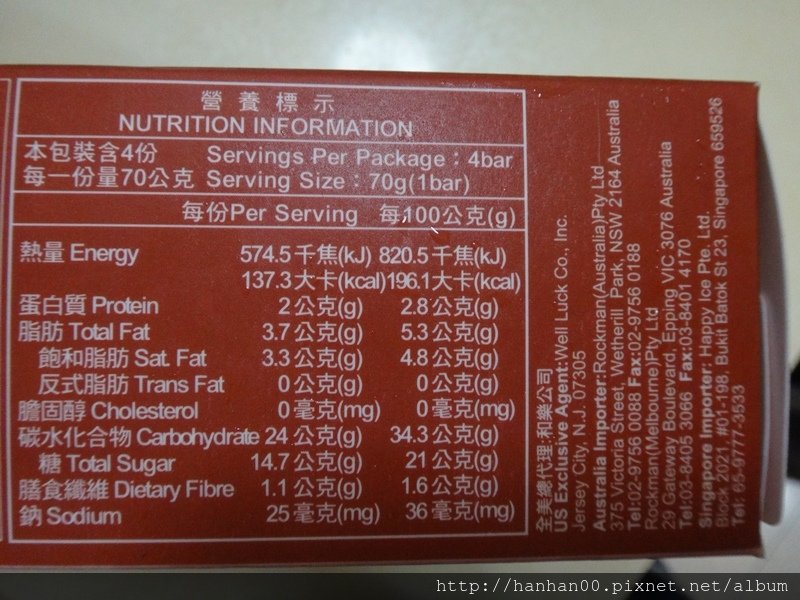 營養標示
NUTRITION INFORMATION
本包裝含4份 Servings Per Package：4bar
每一份量70公克 Serving Size：70g(1bar)
每份Per Serving 每100公克(g)
熱量 Energy 574.5千焦(kJ) 820.5千焦(kJ)
137.3大卡(kcal) 196.1大卡(kcal)
蛋白質 Protein 2公克(g) 2.8公克(g)
脂肪 Total Fat 3.7公克(g) 5.3公克(g)
飽和脂肪 Sat. Fat 3.3公克(g) 4.8公克(g)
反式脂肪 Trans Fat 0公克(g) 0公克(g)
膽固醇 Cholesterol 0毫克(mg) 0毫克(mg)
碳水化合物 Carbohydrate 24公克(g) 34.3公克(g)
糖 Total Sugar 14.7公克(g) 21公克(g)
膳食纖維 Dietary Fibre 1.1公克(g) 1.6公克(g)
鈉 Sodium 25毫克(mg) 36毫克(mg)
全美總代理:和樂公司
US Exclusive Agent:Well Luck Co., Inc.
Jersey City, N.J. 07305
Australia Importer:Rockman(Australia)Pty Ltd
375 Victoria Street, Wetherill Park, NSW 2164 Australia
Tel:02-9756 0088 Fax:02-9756 0188
Rockman(Melbourne)Pty Ltd
29 Gateway Boulevard, Epping VIC 3076 Australia
Tel:03-8405 3066 Fax:03-8401 4170
Singapore Importer: Happy Ice Pte. Ltd.
Block 2021, #01-198, Bukit Batok St 23, Singapore 659526
Tel: 65-9777-3533
http://hanhan00.pixnet.net/album